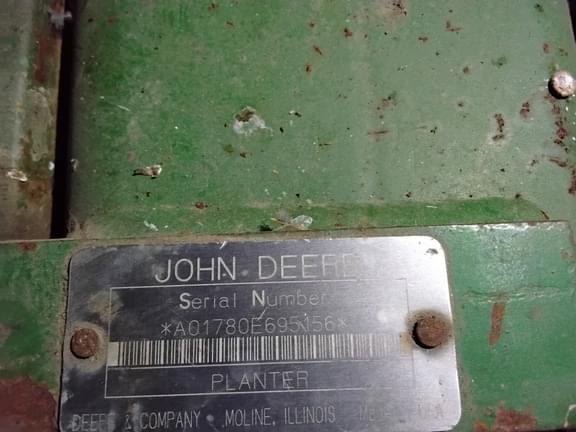 JOHN DEERE
Serial Number
*A01780E695156*
PLANTER
DEERE & COMPANY MOLINE, ILLINOIS